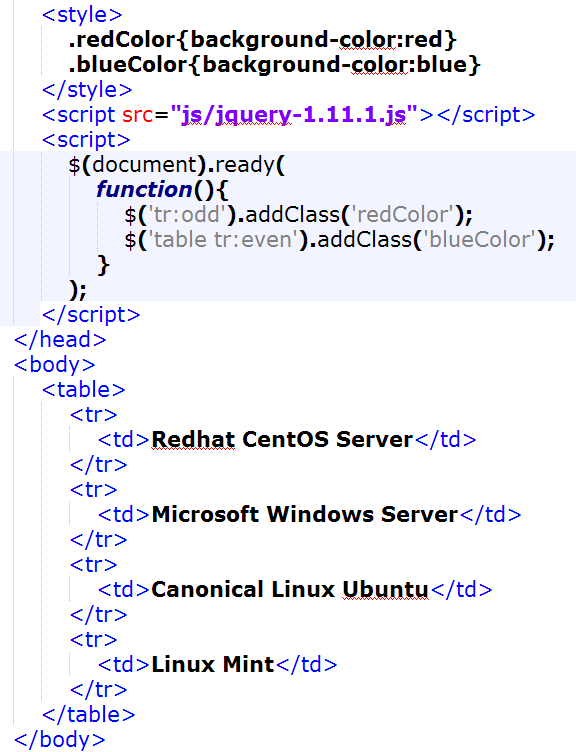 <style>
.redColor{background-color:red}
.blueColor{background-color:blue}
</style>
<script src="js/jquery-1.11.1.js"></script>
<script>
$(document).ready(
function(){
$('tr:odd').addClass('redColor');
$('table tr:even').addClass('blueColor');
}
);
</script>
</head>
<body>
<table>
<tr>
<td>Redhat CentOS Server</td>
</tr>
<tr>
<td>Microsoft Windows Server</td>
</tr>
<tr>
<td>Canonical Linux Ubuntu</td>
</tr>
<tr>
<td>Linux Mint</td>
</tr>
</table>
</body>